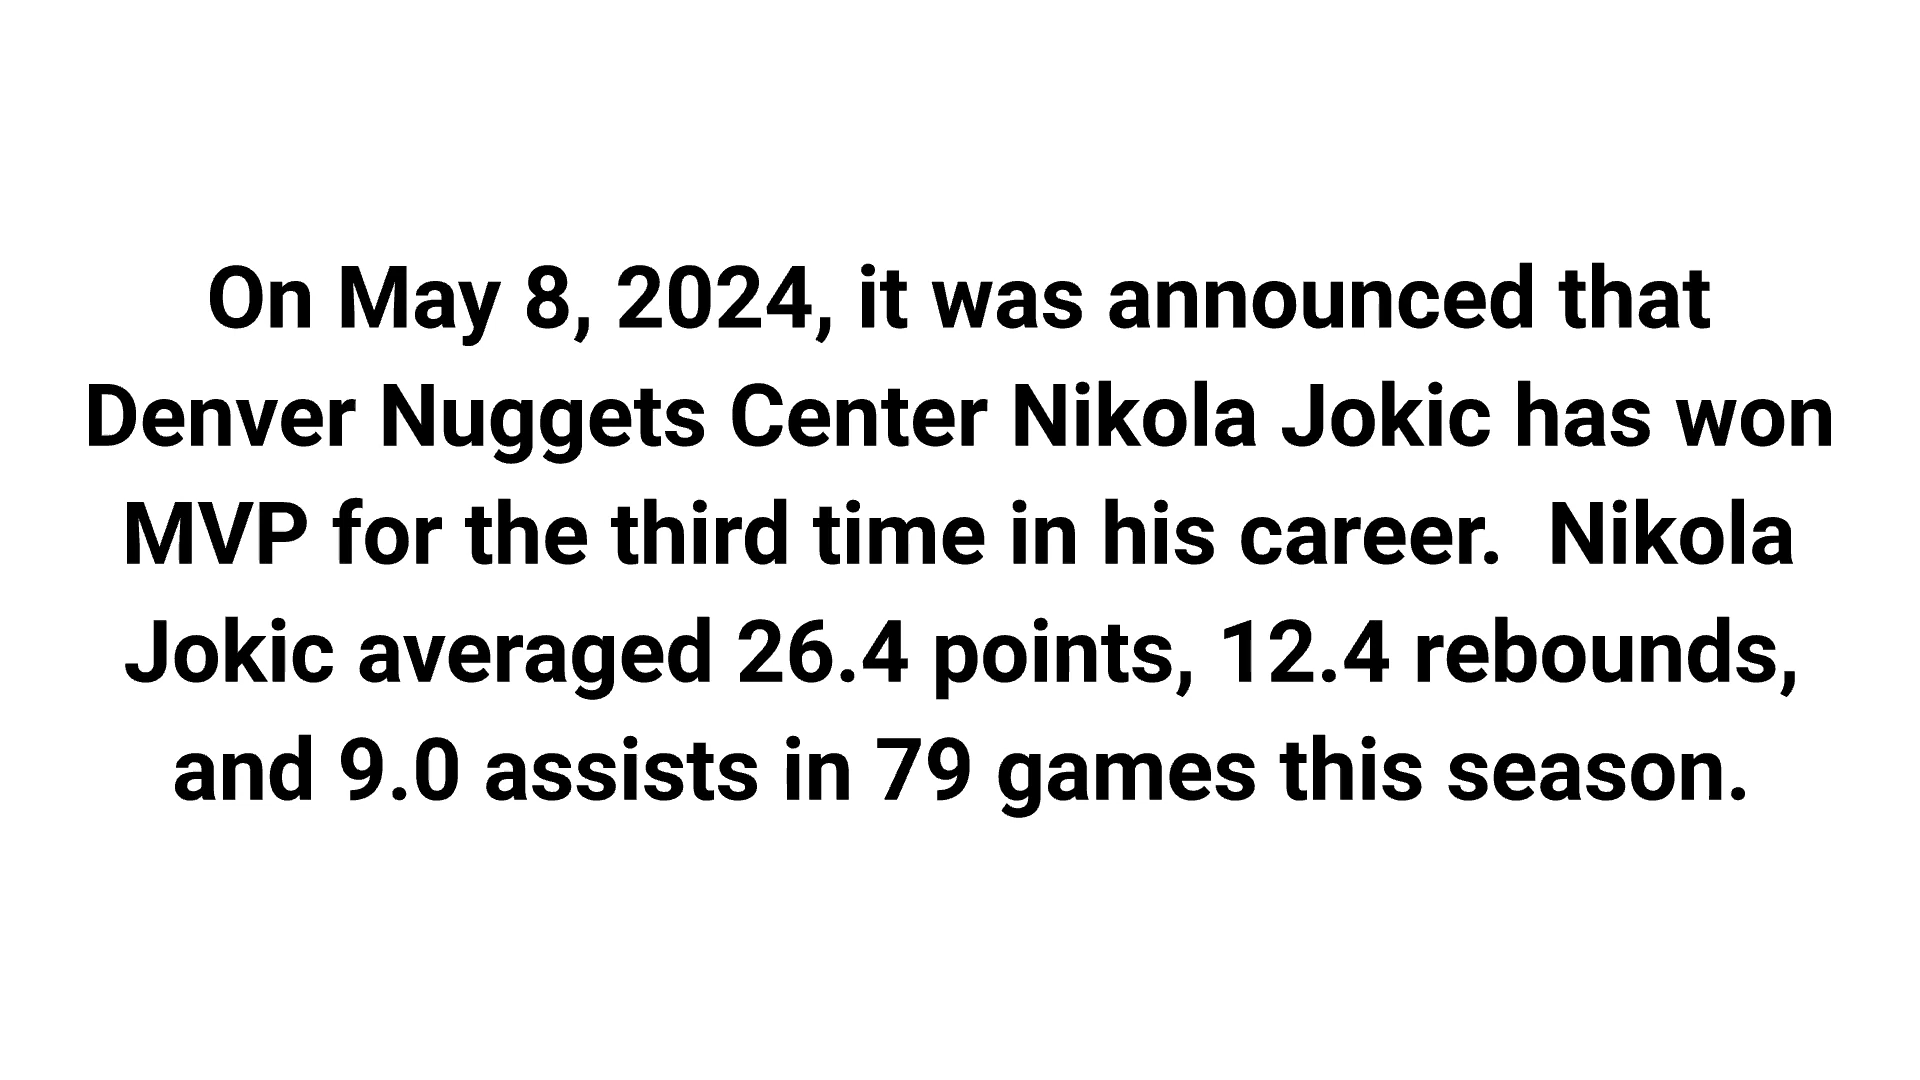 On May 8, 2024, it was announced that
Denver Nuggets Center Nikola Jokic has won
MVP for the third time in his career.  Nikola
Jokic averaged 26.4 points, 12.4 rebounds,
and 9.0 assists in 79 games this season.